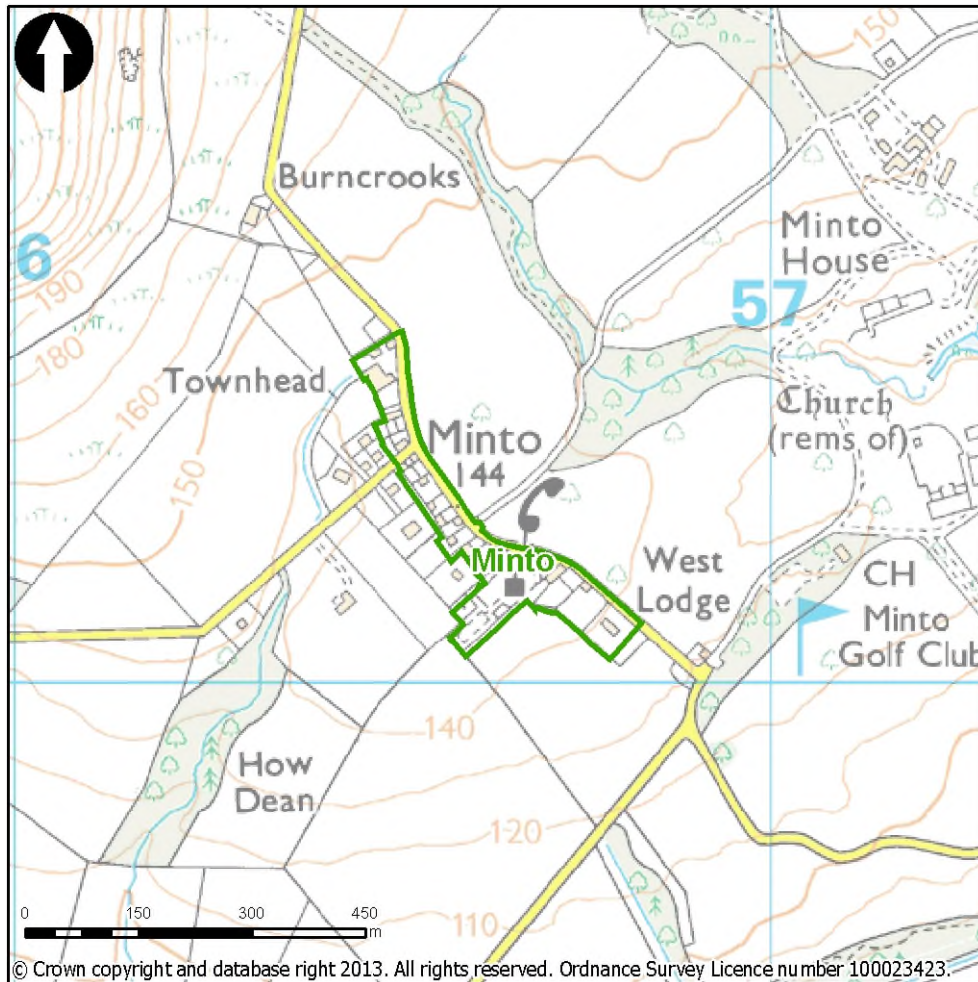 150
Burncrooks
Minto
House
6
57
190
180
Townhead
160
150
Minto
144
Church
(rems of)
Minto
West
Lodge
CH
Minto
Golf Club
140
How
Dean
120
110
0 150 300 450
m
© Crown copyright and database right 2013. All rights reserved. Ordnance Survey Licence number 100023423.